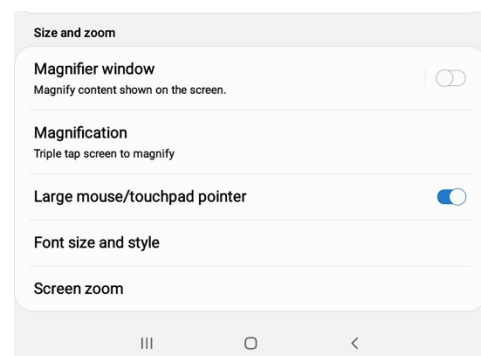 Size and zoom
Magnifier window
Magnify content shown on the screen.
Magnification
Triple tap screen to magnify
Large mouse/touchpad pointer
Font size and style
Screen zoom